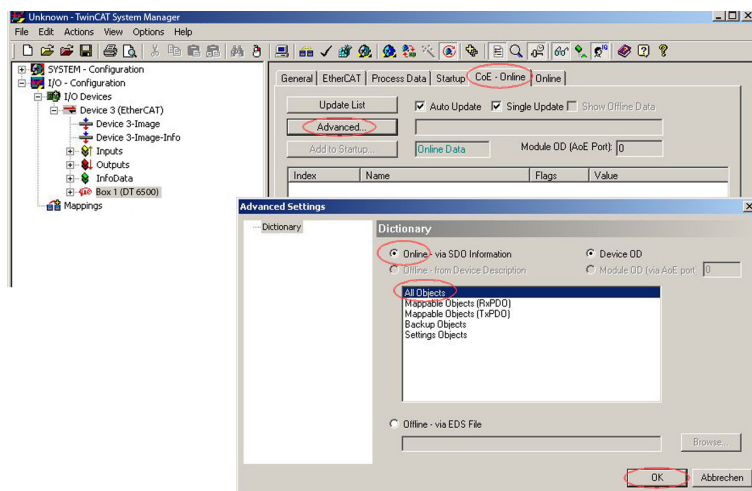 Unknown - TwinCAT System Manager
File Edit Actions View Options Help
SYSTEM - Configuration
I/O - Configuration
I/O Devices
Device 3 (EtherCAT)
Device 3-Image
Device 3-Image-Info
Inputs
Outputs
InfoData
Box 1 (DT 6500)
Mappings
General EtherCAT Process Data Startup CoE - Online Online
Update List Auto Update Single Update Show Offline Data
Advanced...
Add to Startup... Online Data Module OD (AoE Port): 0
Index Name Flags Value
Advanced Settings
Dictionary
Dictionary
Online - via SDO Information Device OD
Offline - from Device Description Module OD (via AoE port) 0
All Objects
Mappable Objects (RxPDO)
Mappable Objects (TxPDO)
Backup Objects
Settings Objects
Offline - via EDS File
Browse...
OK Abbrechen